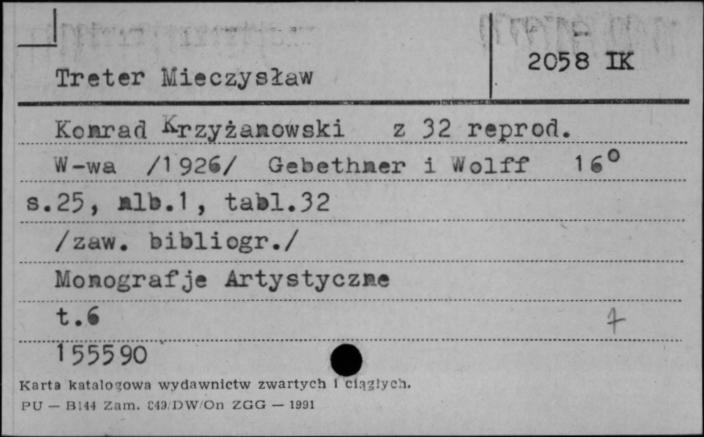 Treter Mieczysław
2058 IK
Konrad Krzyżanowski z 32 reprod.
W-wa /1926/ Gebethner i Wolff 16°
s.25, nlb.1, tabl.32
/zaw. bibliogr./
Monografje Artystyczne
t.6
7
155590
Karta katalogowa wydawnictw zwartych i ciągłych.
PU — B144 Zam. 849/DW/On ZGG — 1991